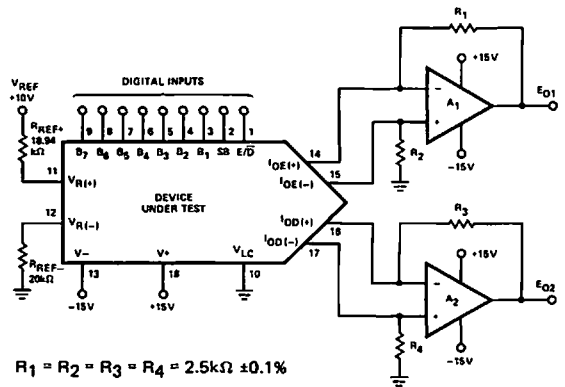 R1
DIGITAL INPUTS
VREF
+10V
+15V
A1
EO1
-15V
R2
RREF+
18.94
kΩ
9 8 7 6 5 4 3 2 1
B7 B6 B5 B4 B3 B2 B1 SB E/D̅
IOE(+) 14
IOE(-) 15
11 VR(+)
DEVICE
UNDER TEST
12 VR(-)
IOD(+) 16
IOD(-) 17
R3
RREF-
20kΩ
V- V+ VLC
13 18 10
-15V +15V
+15V
A2
EO2
-15V
R4
R1 = R2 = R3 = R4 = 2.5kΩ ±0.1%